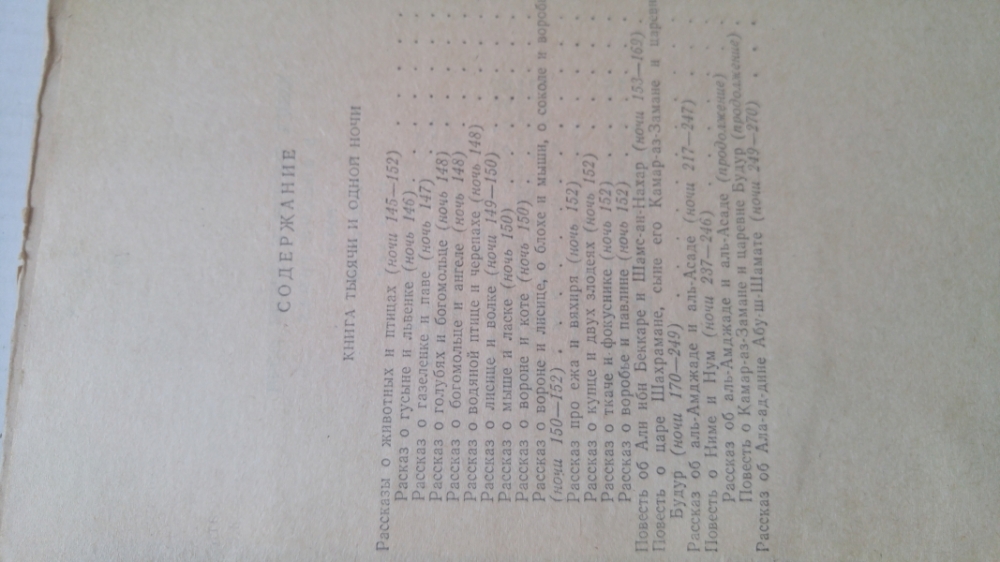 СОДЕРЖАНИЕ
КНИГА ТЫСЯЧИ И ОДНОЙ НОЧИ
Рассказы о животных и птицах (ночи 145—152) . . . .
Расказ о гусыне и львенке (ночь 146) . . . . .
Рассказ о газеленке и паве (ночь 147) . . . . .
Рассказ о голубях и богомольце (ночь 148) . . . .
Рассказ о богомольце и ангеле (ночь 148) . . . .
Рассказ о водяной птице и черепахе (ночь 148) . . .
Рассказ о лисице и волке (ночи 149—150) . . . .
Рассказ о мыше и ласке (ночь 150) . . . . .
Рассказ о вороне и коте (ночь 150) . . . . .
Рассказ о вороне и лисице, о блохе и мыши, о соколе и
(ночи 150—152) . . . . . . . . .
Рассказ про ежа и вяхиря (ночь 152) . . . .
Рассказ о купце и двух злодеях (ночь 152) . . . .
Рассказ о ткаче и фокуснике (ночь 152) . . . .
Рассказ о воробье и павлине (ночь 152) . . . .
Повесть об Али ибн Беккаре и Шамс-ан-Нахар (ночи 153—169) .
Повесть о царе Шахрамане, сыне его Камар-аз-Замане и
Будур (ночи 170—249) . . . . . . .
Рассказ об аль-Амджаде и аль-Асаде (ночи 217—247) . .
Повесть о Ниме и Нум (ночи 237—246) . . . .
Рассказ об аль-Амджаде и аль-Асаде (продолжение) .
Повесть о Камар-аз-Замане и царевне Будур (продолжение)
Рассказ об Ала-ад-дине Абу-ш-Шамате (ночи 249—270) . .